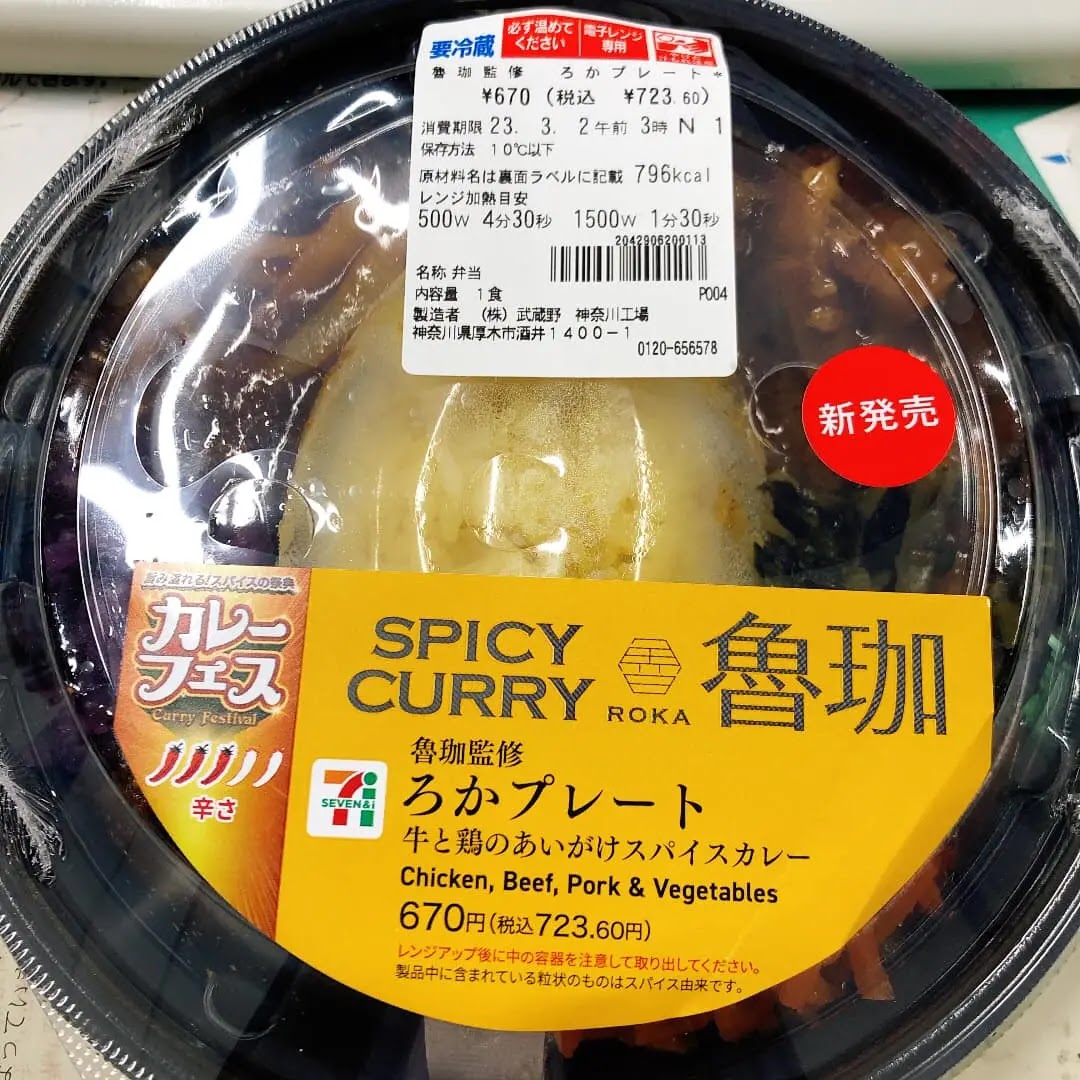 要冷蔵
必ず温めて
ください
電子レンジ
専用
魯珈監修 ろかプレート*
¥670 (税込 ¥723.60)
消費期限 23. 3. 2午前 3時 N 1
保存方法 10℃以下
原材料名は裏面ラベルに記載 796kcal
レンジ加熱目安
500W 4分30秒 1500W 1分30秒
2042906200113
名称 弁当
内容量 1食 P004
製造者 (株) 武蔵野 神奈川工場
神奈川県厚木市酒井1400-1
0120-656578
新発売
旨み溢れる!スパイスの祭典
カレー
フェス
Curry Festival
辛さ
SPICY
CURRY
ROKA
魯珈
魯珈監修
SEVEN&i
ろかプレート
牛と鶏のあいがけスパイスカレー
Chicken, Beef, Pork & Vegetables
670円(税込723.60円)
レンジアップ後に中の容器を注意して取り出してください。
製品中に含まれている粒状のものはスパイス由来です。